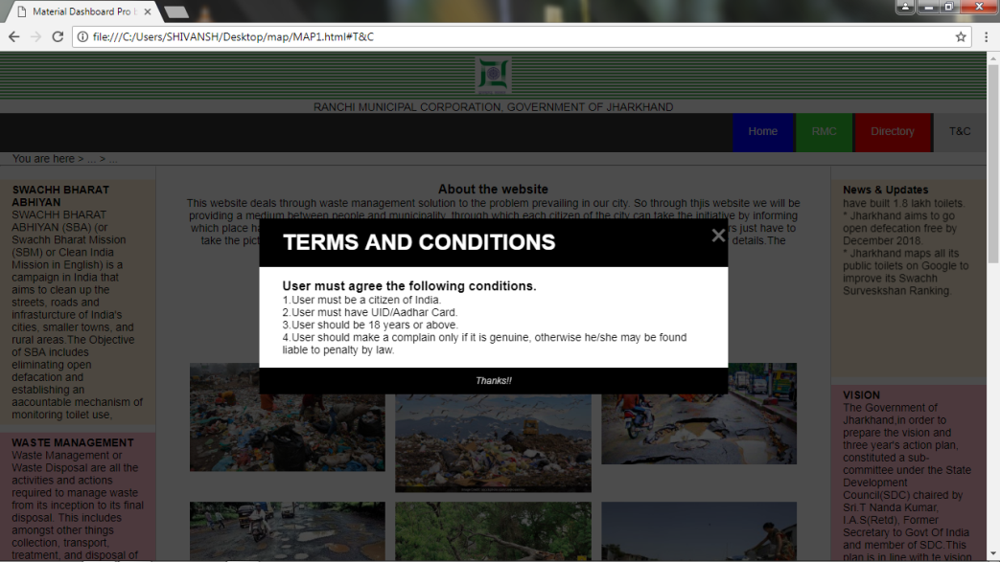 Material Dashboard Pro
file:///C:/Users/SHIVANSH/Desktop/map/MAP1.html#T&C
RANCHI MUNICIPAL CORPORATION, GOVERNMENT OF JHARKHAND
Home
RMC
Directory
T&C
You are here > ... > ...
SWACHH BHARAT
ABHIYAN
SWACHH BHARAT
ABHIYAN (SBA) (or
Swachh Bharat Mission
(SBM) or Clean India
Mission in English) is a
campaign in India that
aims to clean up the
streets, roads and
infrasturcture of India's
cities, smaller towns, and
rural areas.The Objective
of SBA includes
eliminating open
defacation and
establishing an
aacountable mechanism of
monitoring toilet use,
WASTE MANAGEMENT
Waste Management or
Waste Disposal are all the
activities and actions
required to manage waste
from its inception to its final
disposal. This includes
amongst other things
collection, transport,
treatment, and disposal of
About the website
This website deals through waste management solution to the problem prevailing in our city. So through thjis website we will be
providing a medium between people and municipality, through which each citizen of the city can take the initiative by informing
which place ha
rs just have to
take the pict
details.The
TERMS AND CONDITIONS
User must agree the following conditions.
1.User must be a citizen of India.
2.User must have UID/Aadhar Card.
3.User should be 18 years or above.
4.User should make a complain only if it is genuine, otherwise he/she may be found
liable to penalty by law.
Thanks!!
News & Updates
have built 1.8 lakh toilets.
* Jharkhand aims to go
open defecation free by
December 2018.
* Jharkhand maps all its
public toilets on Google to
improve its Swachh
Surveskshan Ranking.
VISION
The Government of
Jharkhand,in order to
prepare the vision and
three year's action plan,
constituted a sub-
committee under the State
Development
Council(SDC) chaired by
Sri.T Nanda Kumar,
I.A.S(Retd), Former
Secretary to Govt Of India
and member of SDC.This
plan is in line with te vision